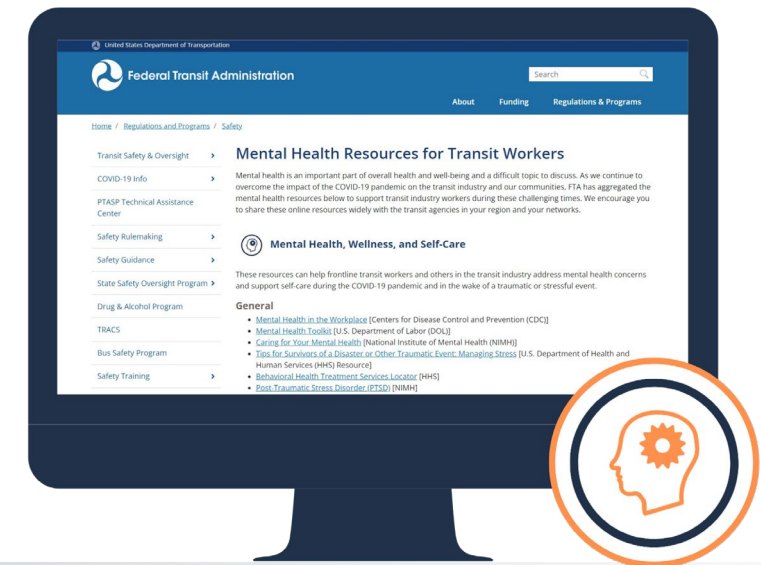 United States Department of Transportation
Federal Transit Administration
Search
About Funding Regulations & Programs
Home / Regulations and Programs / Safety
Transit Safety & Oversight
COVID-19 Info
PTASP Technical Assistance
Center
Safety Rulemaking
Safety Guidance
State Safety Oversight Program
Drug & Alcohol Program
TRACS
Bus Safety Program
Safety Training
Mental Health Resources for Transit Workers
Mental health is an important part of overall health and well-being and a difficult topic to discuss. As we continue to
overcome the impact of the COVID-19 pandemic on the transit industry and our communities, FTA has aggregated the
mental health resources below to support transit industry workers during these challenging times. We encourage you
to share these online resources widely with the transit agencies in your region and your networks.
Mental Health, Wellness, and Self-Care
These resources can help frontline transit workers and others in the transit industry address mental health concerns
and support self-care during the COVID-19 pandemic and in the wake of a traumatic or stressful event.
General
• Mental Health in the Workplace [Centers for Disease Control and Prevention (CDC)]
• Mental Health Toolkit [U.S. Department of Labor (DOL)]
• Caring for Your Mental Health [National Institute of Mental Health (NIMH)]
• Tips for Survivors of a Disaster or Other Traumatic Event: Managing Stress [U.S. Department of Health and
Human Services (HHS) Resource]
• Behavioral Health Treatment Services Locator [HHS]
• Post-Traumatic Stress Disorder (PTSD) [NIMH]